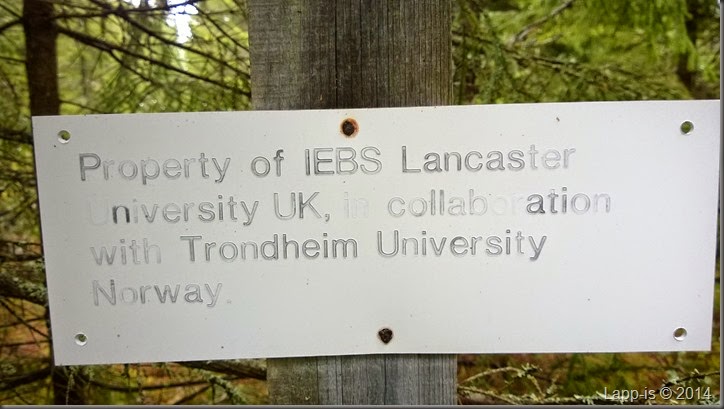 Property of IEBS Lancaster
University UK, in collaboration
with Trondheim University
Norway.
Lapp-is © 2014